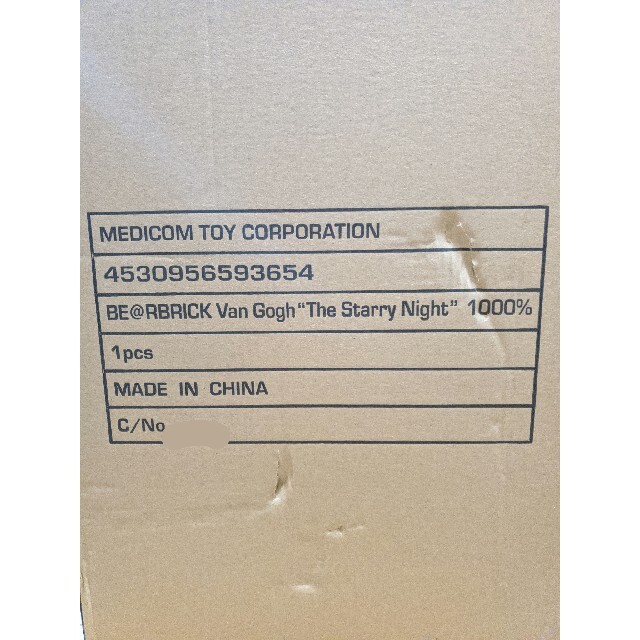 MEDICOM TOY CORPORATION
4530956593654
BE@RBRICK Van Gogh “The Starry Night” 1000%
1pcs
MADE IN CHINA
C/No